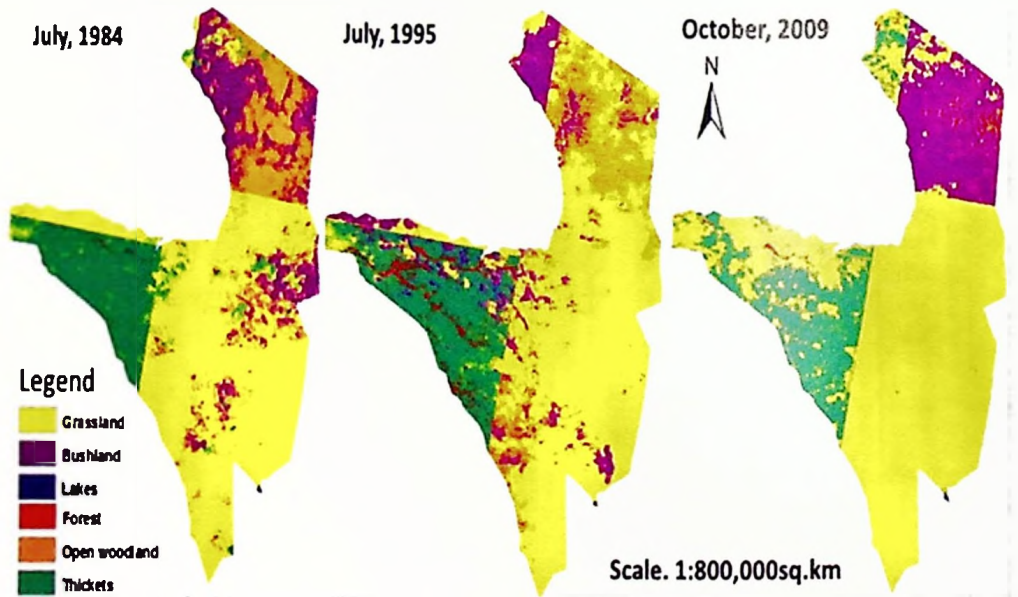 July, 1984
July, 1995
October, 2009
N
Legend
Grassland
Bushland
Lakes
Forest
Open woodland
Thickets
Scale. 1:800,000sq.km